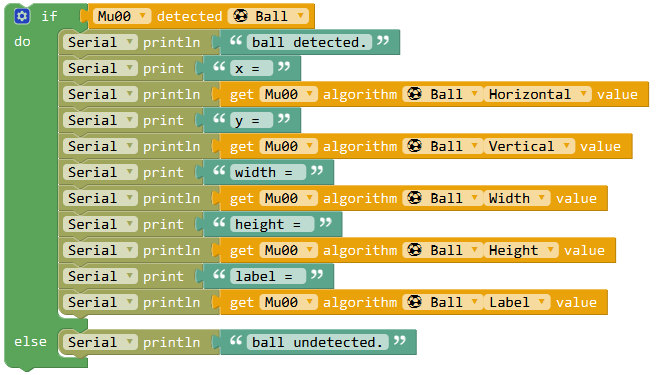 if Mu00 detected Ball
do Serial println “ball detected.”
Serial print “x = ”
Serial println get Mu00 algorithm Ball Horizontal value
Serial print “y = ”
Serial println get Mu00 algorithm Ball Vertical value
Serial print “width = ”
Serial println get Mu00 algorithm Ball Width value
Serial print “height = ”
Serial println get Mu00 algorithm Ball Height value
Serial print “label = ”
Serial println get Mu00 algorithm Ball Label value
else Serial println “ball undetected.”